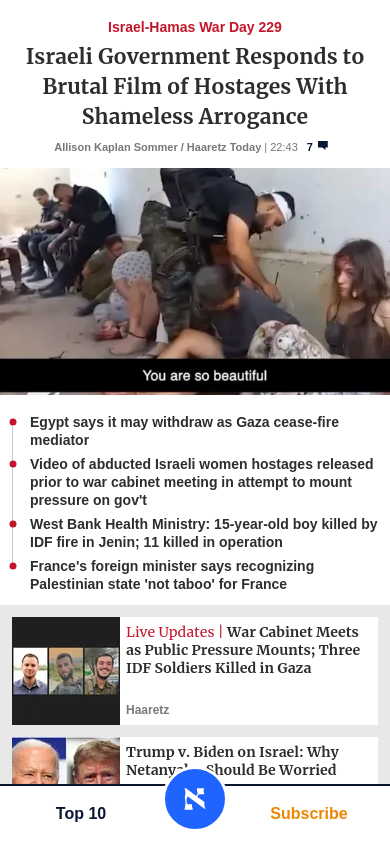 Israel-Hamas War Day 229
Israeli Government Responds to
Brutal Film of Hostages With
Shameless Arrogance
Allison Kaplan Sommer / Haaretz Today | 22:43 7
You are so beautiful
Egypt says it may withdraw as Gaza cease-fire
mediator
Video of abducted Israeli women hostages released
prior to war cabinet meeting in attempt to mount
pressure on gov't
West Bank Health Ministry: 15-year-old boy killed by
IDF fire in Jenin; 11 killed in operation
France's foreign minister says recognizing
Palestinian state 'not taboo' for France
Live Updates | War Cabinet Meets
as Public Pressure Mounts; Three
IDF Soldiers Killed in Gaza
Haaretz
Trump v. Biden on Israel: Why
Should Be Worried
Top 10
Subscribe